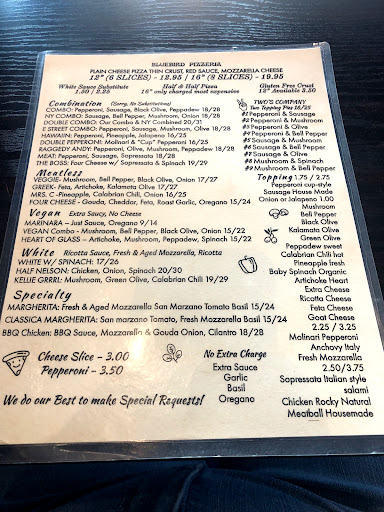 BLUEBIRD PIZZERIA
PLAIN CHEESE PIZZA THIN CRUST, RED SAUCE, MOZZARELLA CHEESE
12" (6 SLICES) - 12.95 / 16" (8 SLICES) - 19.95
White Sauce Substitute
1.50 / 2.25
Half & Half Pizza
16" only charged most expensive
Gluten Free Crust
12" Available 3.50
Combination (Sorry, No Substitutions)
COMBO: Pepperoni, Sausage, Black Olive, Peppadew 18/28
NY COMBO: Sausage, Bell Pepper, Mushroom, Onion 18/28
DOUBLE COMBO: Our Combo & NY Combined 20/31
E STREET COMBO: Pepperoni, Sausage, Mushroom, Olive 18/28
HAWAIIN: Pepperoni, Pineapple, Jalapeno 16/25
DOUBLE PEPPERONI: Molinari & "Cup" Pepperoni 16/25
RAGGEDY ANDY: Pepperoni, Olive, Mushroom, Peppadew 18/28
MEAT: Pepperoni, Sausage, Sopressata 18/28
THE BOSS: Four Cheese w/ Sopressata & Spinach 19/29
Meatless
VEGGIE- Mushroom, Bell Pepper, Black Olive, Onion 17/27
GREEK- Feta, Artichoke, Kalamata Olive 17/27
MRS. C -Pineapple, Calabrian Chili, Onion 16/25
FOUR CHEESE - Gouda, Cheddar, Feta, Roast Garlic, Oregano 15/24
Vegan Extra Saucy, No Cheese
MARINARA - Just Sauce, Oregano 9/14
VEGAN Combo - Mushroom, Bell Pepper, Black Olive, Onion 15/22
HEART OF GLASS - Artichoke, Mushroom, Peppadew, Spinach 15/22
White Ricotta Sauce, Fresh & Aged Mozzarella, Ricotta
WHITE W/ SPINACH: 17/26
HALF NELSON: Chicken, Onion, Spinach 20/30
KELLIE GRRRL: Mushroom, Green Olive, Calabrian Chili 19/29
Specialty
MARGHERITA: Fresh & Aged Mozzarella San Marzano Tomato Basil 15/24
CLASSICA MARGHERITA: San marzano Tomato, Fresh Mozzarella Basil 15/24
BBQ Chicken: BBQ Sauce, Mozzarella & Gouda Onion, Cilantro 18/28
Cheese Slice - 3.00
Pepperoni - 3.50
We do our Best to make Special Requests!
No Extra Charge
Extra Sauce
Garlic
Basil
Oregano
TWO'S COMPANY
Two Topping Pies 16/25
#1 Pepperoni & Sausage
#2 Pepperoni & Mushroom
#3 Pepperoni & Olive
#4 Pepperoni & Bell Pepper
#5 Sausage & Mushroom
#6 Sausage & Olive
#7 Sausage & Bell Pepper
#8 Mushroom & Spinach
#9 Mushroom & Bell Pepper
Topping 1.75 / 2.75
Pepperoni cup-style
Sausage House Made
Onion or Jalapeno 1.00
Mushroom
Bell Pepper
Black Olive
Kalamata Olive
Green Olive
Peppadew sweet
Calabrian Chili hot
Pineapple fresh
Baby Spinach Organic
Artichoke Heart
Extra Cheese
Ricotta Cheese
Feta Cheese
Goat Cheese
2.25 / 3.25
Molinari Pepperoni
Anchovy Italy
Fresh Mozzarella
2.50/3.75
Sopressata Italian style
salami
Chicken Rocky Natural
Meatball Housemade